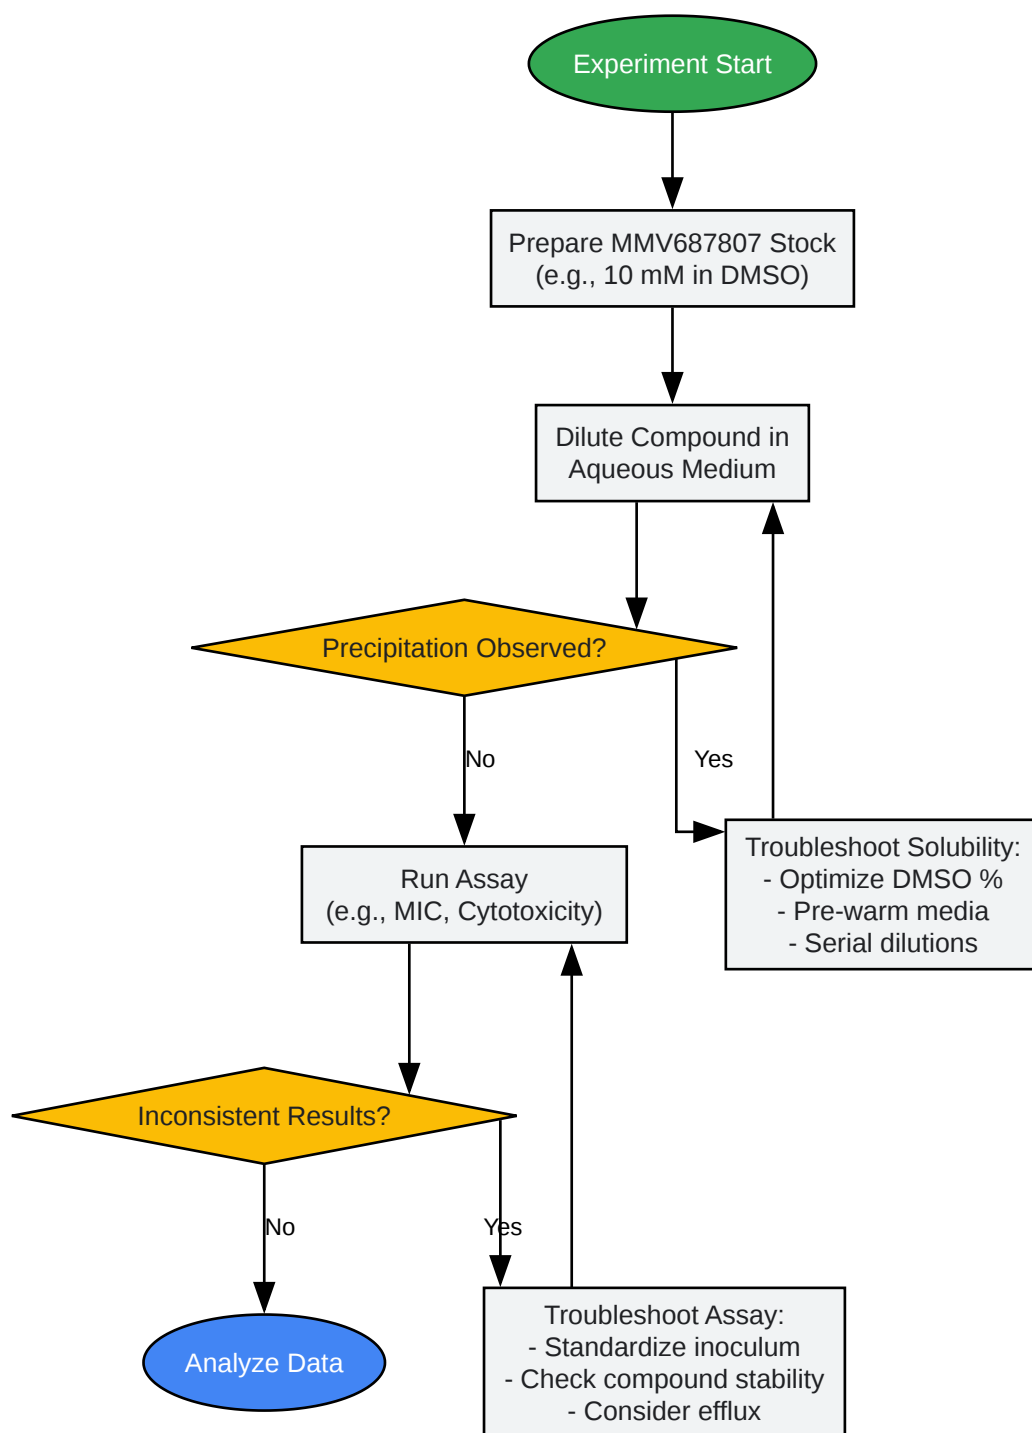 Experiment Start
Prepare MMV687807 Stock
(e.g., 10 mM in DMSO)
Dilute Compound in
Aqueous Medium
Precipitation Observed?
No
Yes
Troubleshoot Solubility:
- Optimize DMSO %
- Pre-warm media
- Serial dilutions
Run Assay
(e.g., MIC, Cytotoxicity)
Inconsistent Results?
No
Yes
Troubleshoot Assay:
- Standardize inoculum
- Check compound stability
- Consider efflux
Analyze Data